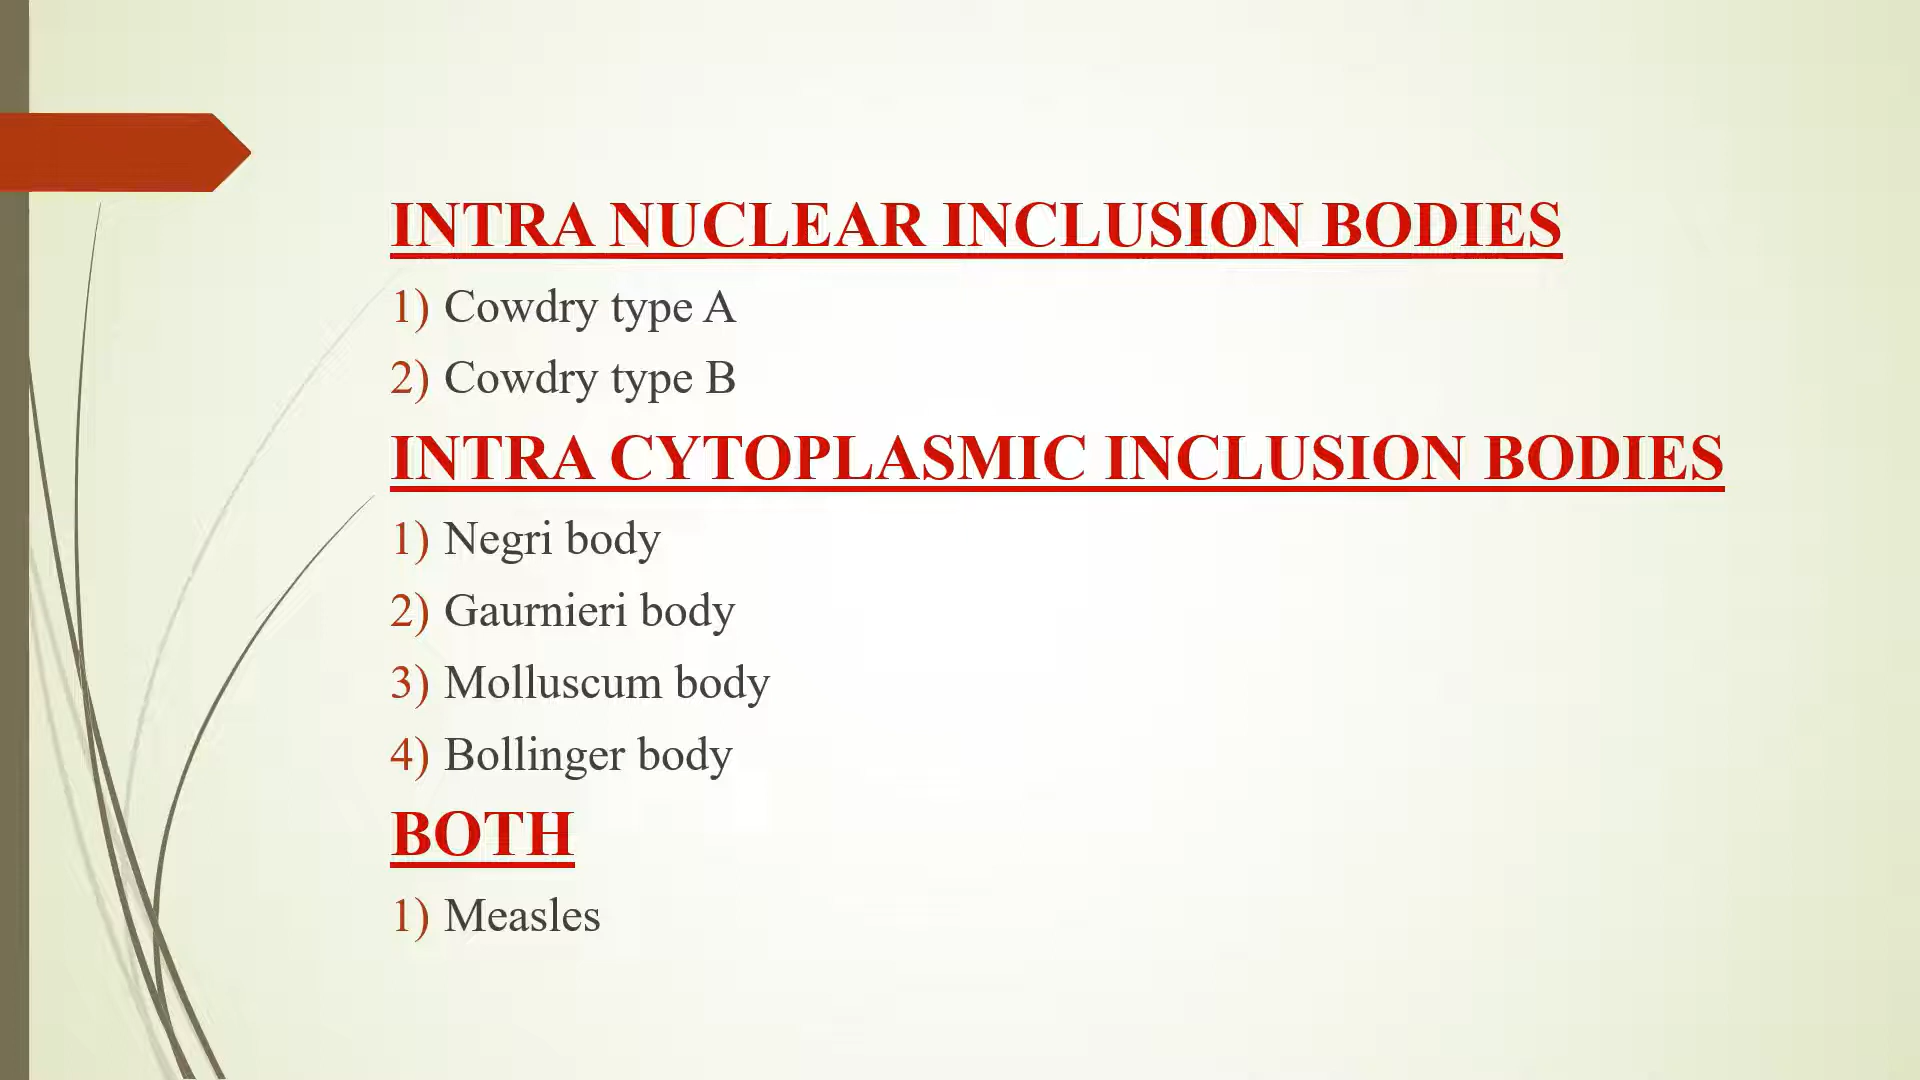 INTRA NUCLEAR INCLUSION BODIES
1) Cowdry type A
2) Cowdry type B
INTRA CYTOPLASMIC INCLUSION BODIES
1) Negri body
2) Gaurnieri body
3) Molluscum body
4) Bollinger body
BOTH
1) Measles